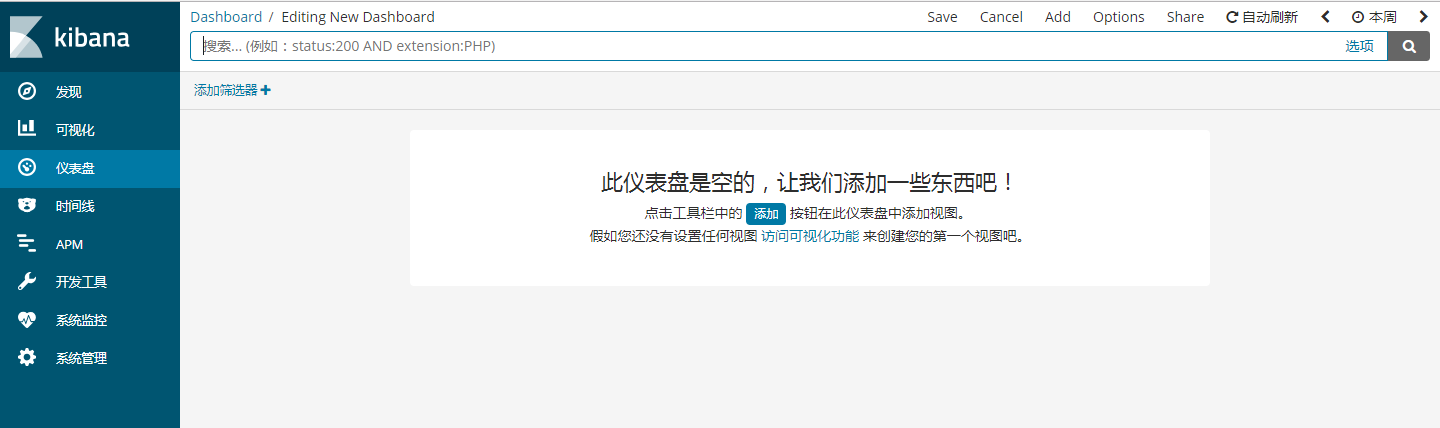 kibana
Dashboard / Editing New Dashboard
Save Cancel Add Options Share 自动刷新 本周
搜索... (例如：status:200 AND extension:PHP) 选项
添加筛选器
发现
可视化
仪表盘
时间线
APM
开发工具
系统监控
系统管理
此仪表盘是空的，让我们添加一些东西吧！
点击工具栏中的 添加 按钮在此仪表盘中添加视图。
假如您还没有设置任何视图 访问可视化功能 来创建您的第一个视图吧。